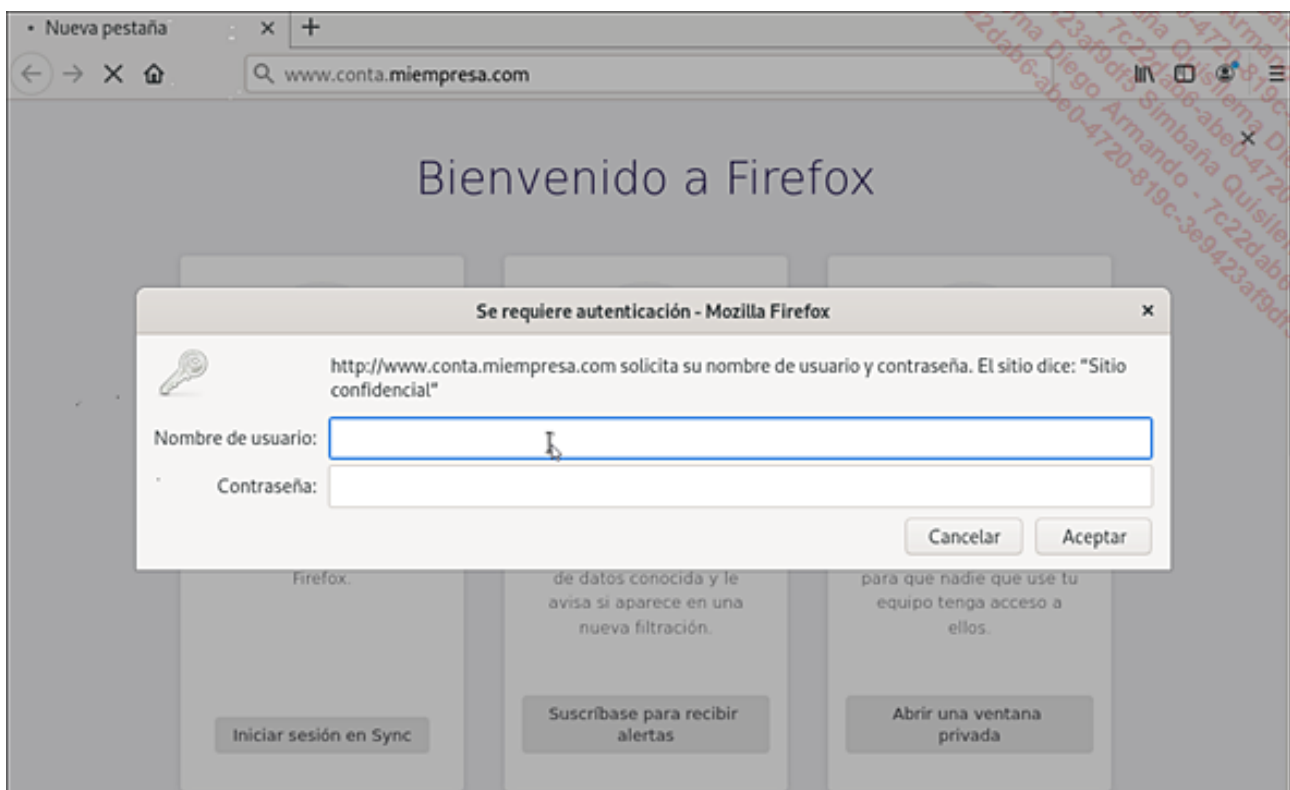 Nueva pestaña
www.conta.miempresa.com
Bienvenido a Firefox
Se requiere autenticación - Mozilla Firefox
http://www.conta.miempresa.com solicita su nombre de usuario y contraseña. El sitio dice: "Sitio
confidencial"
Nombre de usuario:
Contraseña:
Cancelar
Aceptar
Firefox.
de datos conocida y le
avisa si aparece en una
nueva filtración.
para que nadie que use tu
equipo tenga acceso a
ellos.
Iniciar sesión en Sync
Suscríbase para recibir
alertas
Abrir una ventana
privada